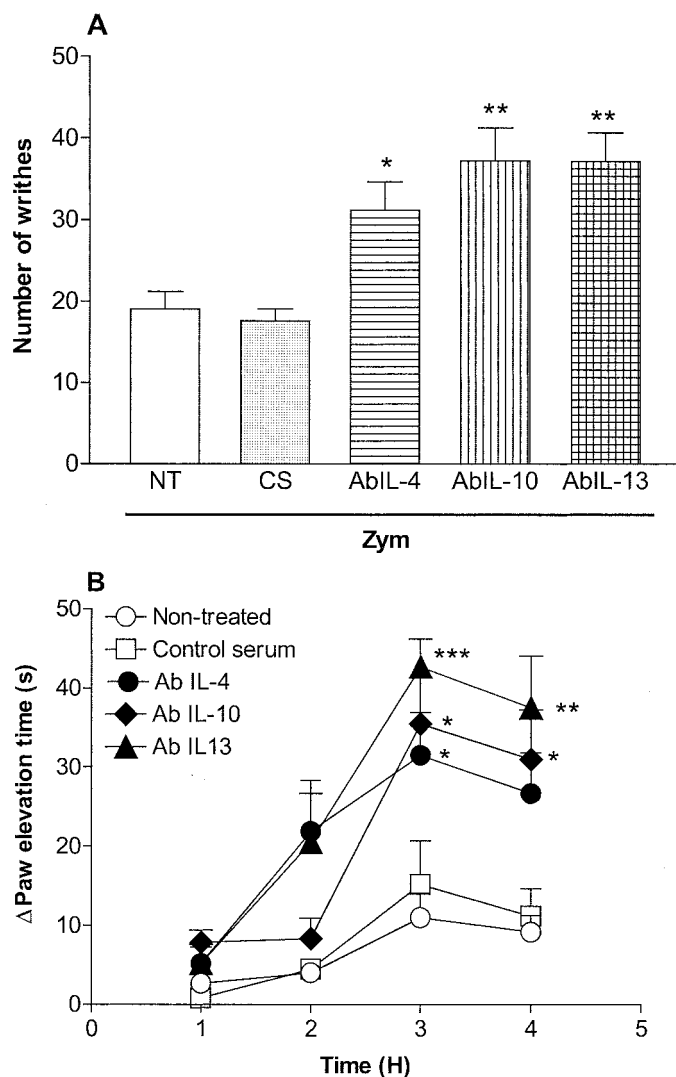 A
50
40
30
20
10
0
Number of writhes
*
**
**
NT CS AbIL-4 AbIL-10 AbIL-13
Zym
B
50
40
30
20
10
0
Δ Paw elevation time (s)
Non-treated
Control serum
Ab IL-4
Ab IL-10
Ab IL13
***
**
*
*
*
0 1 2 3 4 5
Time (H)